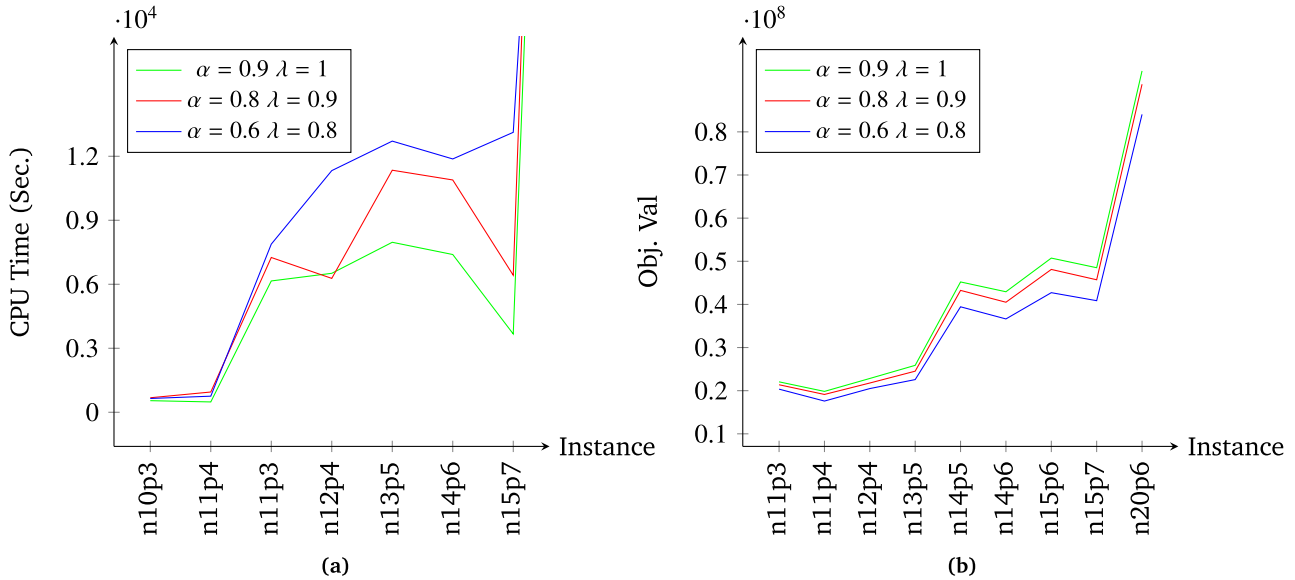 ·10⁴
α = 0.9 λ = 1
α = 0.8 λ = 0.9
α = 0.6 λ = 0.8
CPU Time (Sec.)
1.2
0.9
0.6
0.3
0
Instance
n10p3
n11p4
n11p3
n12p4
n13p5
n14p6
n15p7
(a)
·10⁸
α = 0.9 λ = 1
α = 0.8 λ = 0.9
α = 0.6 λ = 0.8
Obj. Val
0.8
0.7
0.6
0.5
0.4
0.3
0.2
0.1
Instance
n11p3
n11p4
n12p4
n13p5
n14p5
n14p6
n15p6
n15p7
n20p6
(b)